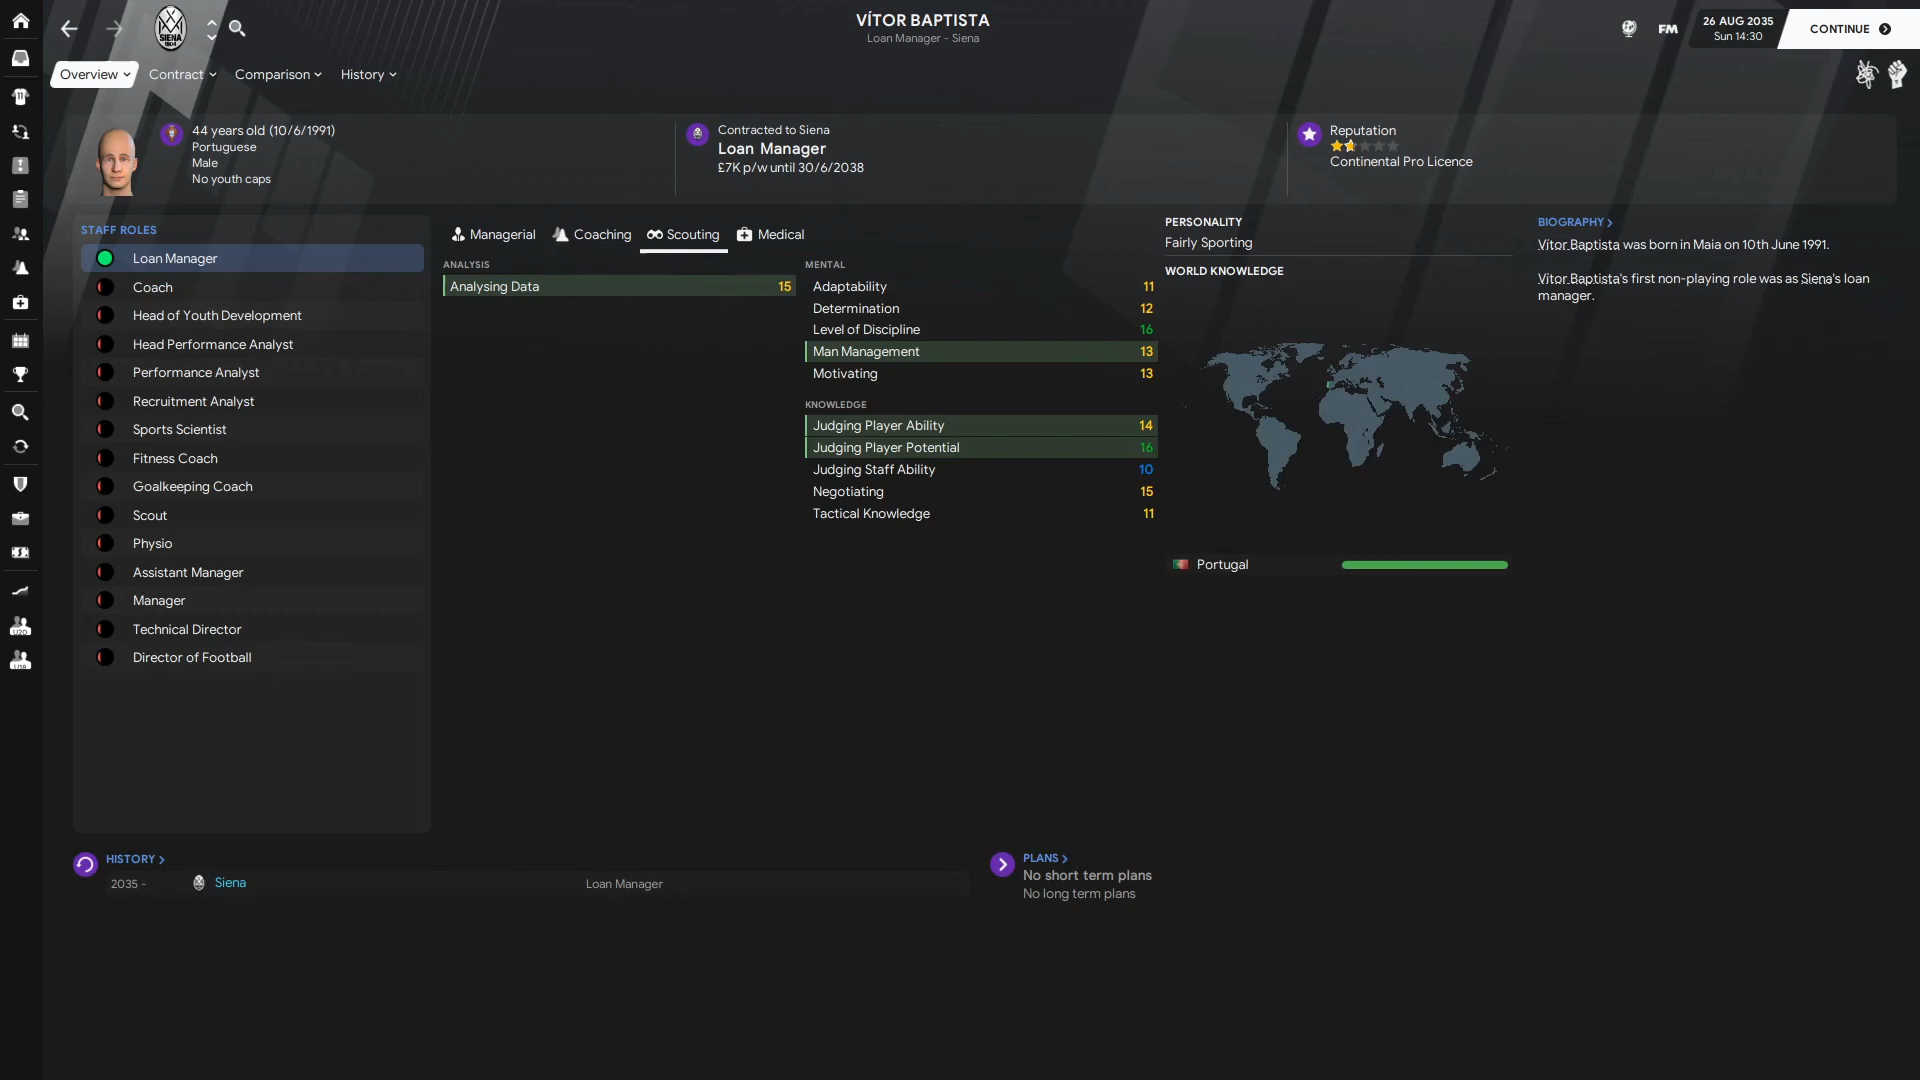 VÍTOR BAPTISTA
Loan Manager - Siena
FM
26 AUG 2035
Sun 14:30
CONTINUE
Overview
Contract
Comparison
History
44 years old (10/6/1991)
Portuguese
Male
No youth caps
Contracted to Siena
Loan Manager
£7K p/w until 30/6/2038
Reputation
Continental Pro Licence
STAFF ROLES
Loan Manager
Coach
Head of Youth Development
Head Performance Analyst
Performance Analyst
Recruitment Analyst
Sports Scientist
Fitness Coach
Goalkeeping Coach
Scout
Physio
Assistant Manager
Manager
Technical Director
Director of Football
Managerial
Coaching
Scouting
Medical
ANALYSIS
Analysing Data 15
MENTAL
Adaptability 11
Determination 12
Level of Discipline 16
Man Management 13
Motivating 13
KNOWLEDGE
Judging Player Ability 14
Judging Player Potential 16
Judging Staff Ability 10
Negotiating 15
Tactical Knowledge 11
PERSONALITY
Fairly Sporting
WORLD KNOWLEDGE
Portugal
BIOGRAPHY
Vítor Baptista was born in Maia on 10th June 1991.
Vítor Baptista's first non-playing role was as Siena's loan
manager.
HISTORY
2035 - Siena Loan Manager
PLANS
No short term plans
No long term plans
SIENA
1904
11
U20
U18